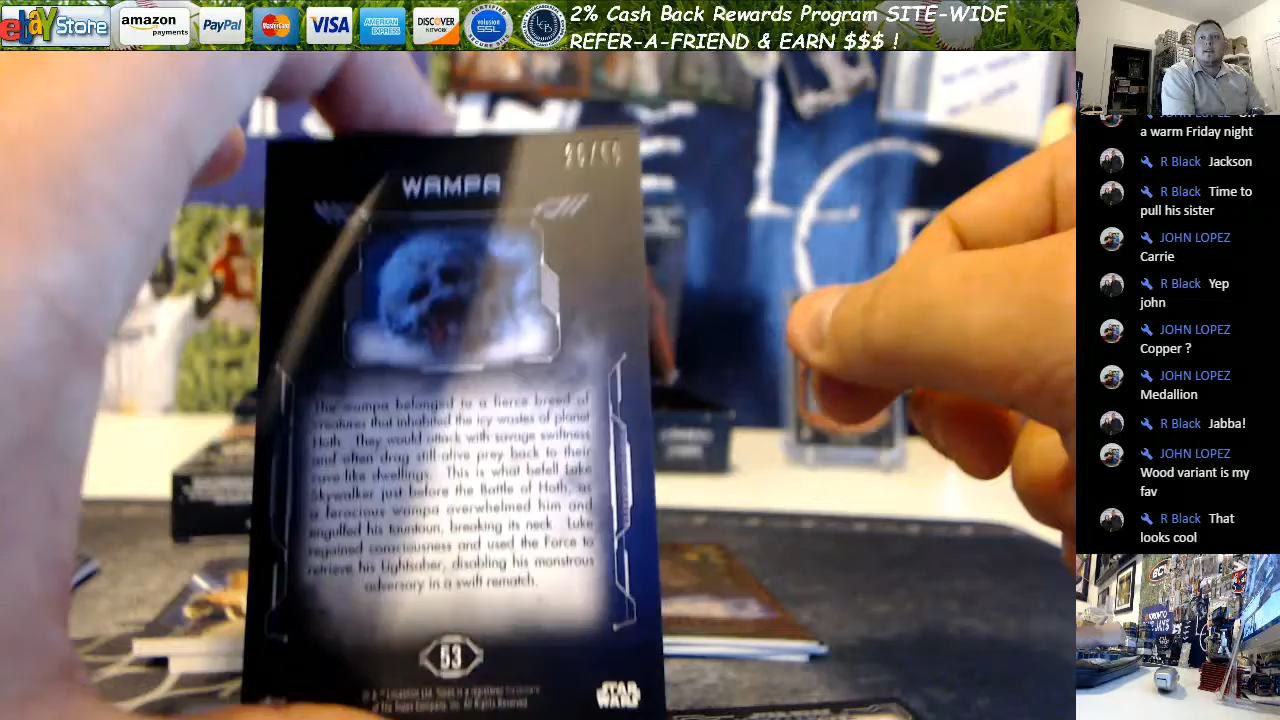 ebay Store
amazon
payments
PayPal
MasterCard
VISA
AMERICAN
EXPRESS
DISCOVER
NETWORK
2% Cash Back Rewards Program SITE-WIDE
REFER-A-FRIEND & EARN $$$ !
WAMPA
The wampa belonged to a fierce breed of
creatures that inhabited the icy wastes of planet
Hoth. They would attack with savage swiftness
and often drag still-alive prey back to their
cave like dwellings. This is what befell Luke
Skywalker just before the Battle of Hoth, as
a ferocious wampa overwhelmed him and
engulfed his tauntaun, breaking its neck. Luke
regained consciousness and used the Force to
retrieve his lightsaber, disabling his monstrous
adversary in a swift rematch.
53
STAR
WARS
a warm Friday night
R Black Jackson
R Black Time to
pull his sister
JOHN LOPEZ
Carrie
R Black Yep
john
JOHN LOPEZ
Copper ?
JOHN LOPEZ
Medallion
R Black Jabba!
JOHN LOPEZ
Wood variant is my
fav
R Black That
looks cool